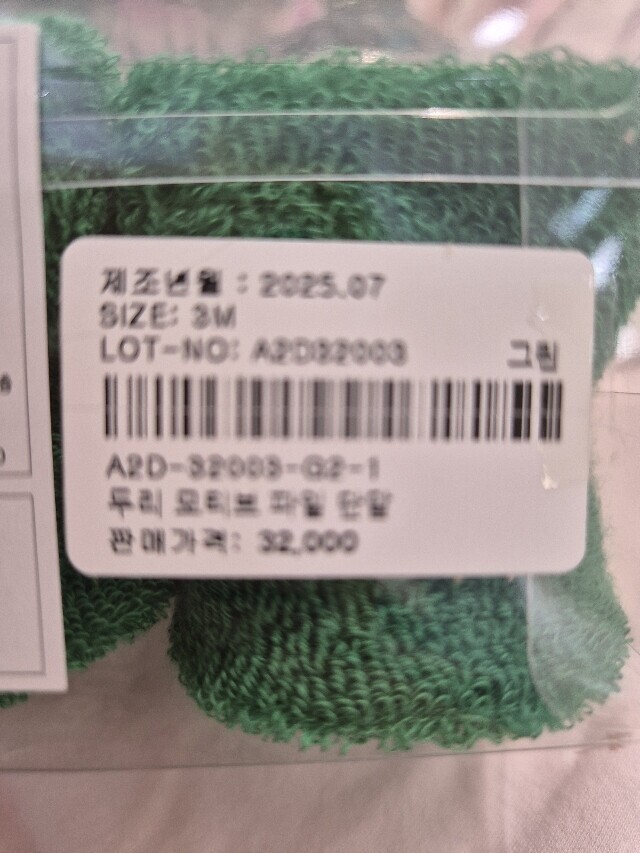 제조년월 : 2025.07
SIZE: 3M
LOT-NO: A2D32003 그린
A2D-32003-G2-1
두리 모티브 파일 단말
판매가격: 32,000